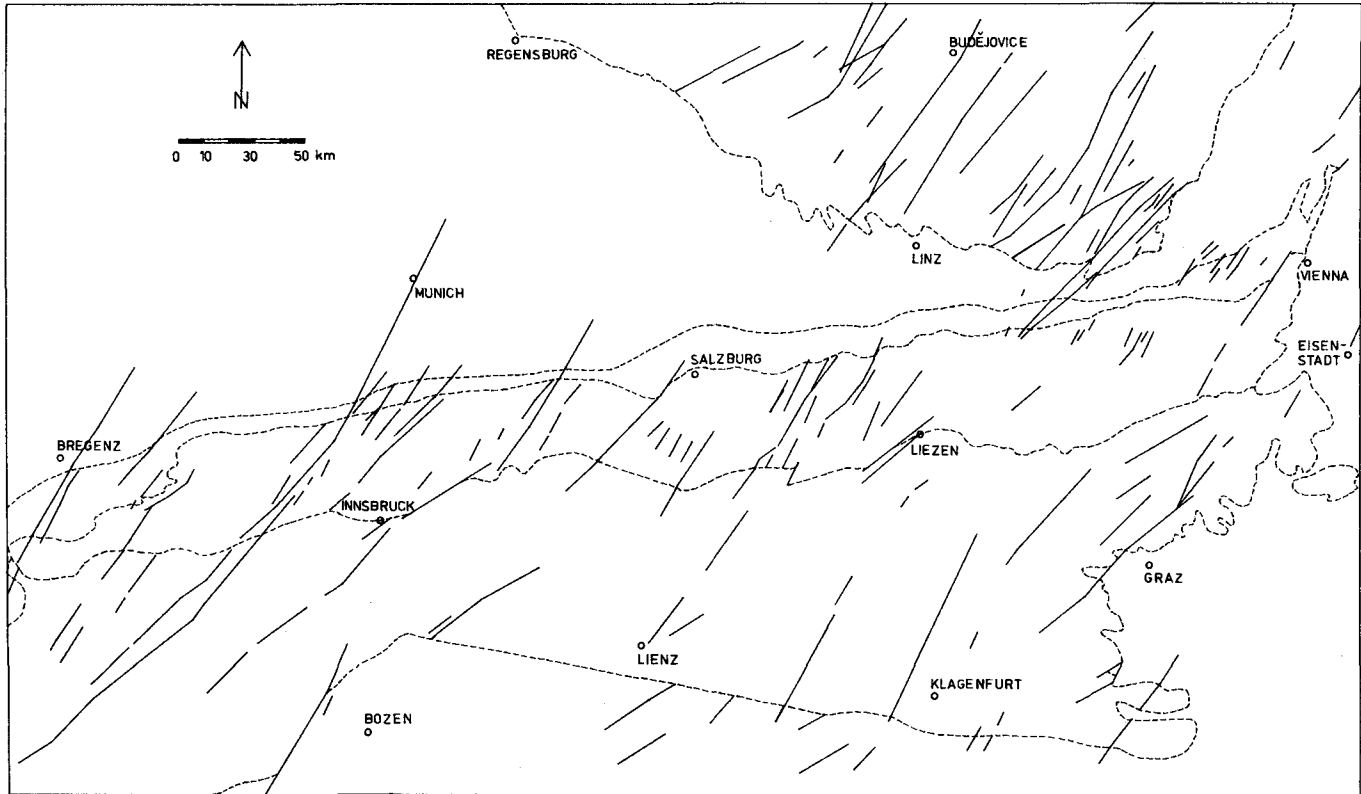 REGENSBURG
BUDĚJOVICE
N
0 10 30 50 km
LINZ
VIENNA
MUNICH
EISEN-
STADT
SALZBURG
BREGENZ
LIEZEN
INNSBRUCK
GRAZ
LIENZ
KLAGENFURT
BOZEN